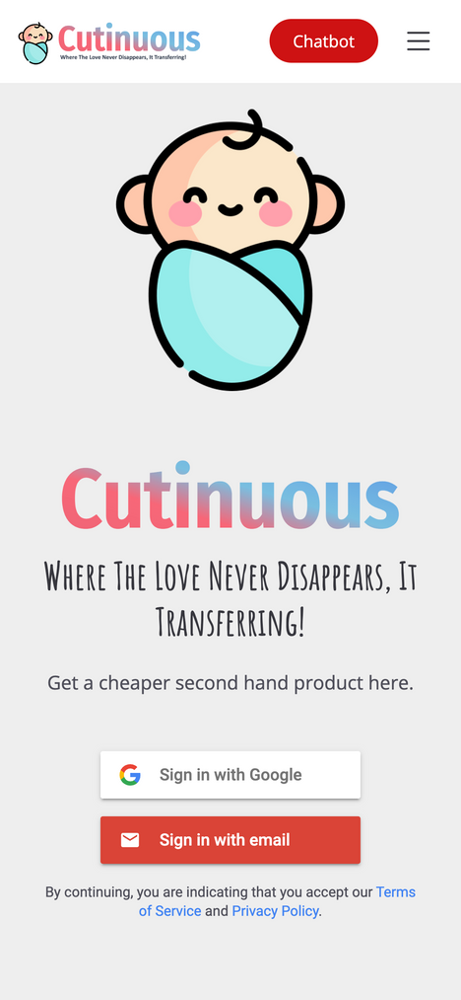 Cutinuous
Where The Love Never Disappears, It Transferring!
Chatbot
Cutinuous
Where The Love Never Disappears, It
Transferring!
Get a cheaper second hand product here.
Sign in with Google
Sign in with email
By continuing, you are indicating that you accept our Terms
of Service and Privacy Policy.